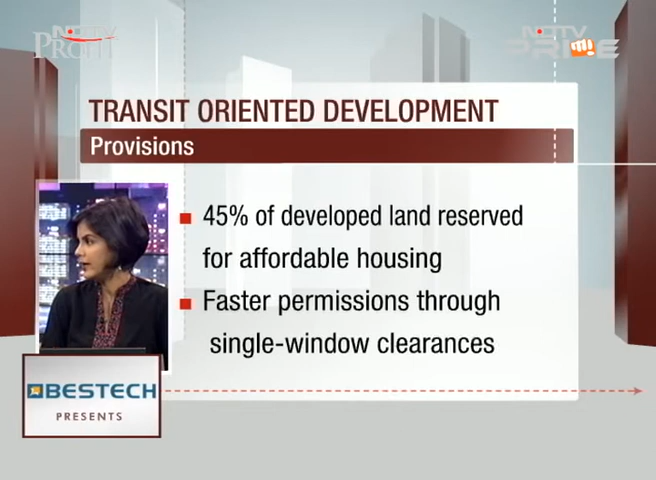 NDTV
PROFIT
NDTV
PRIME
TRANSIT ORIENTED DEVELOPMENT
Provisions
45% of developed land reserved
for affordable housing
Faster permissions through
single-window clearances
BESTECH
PRESENTS